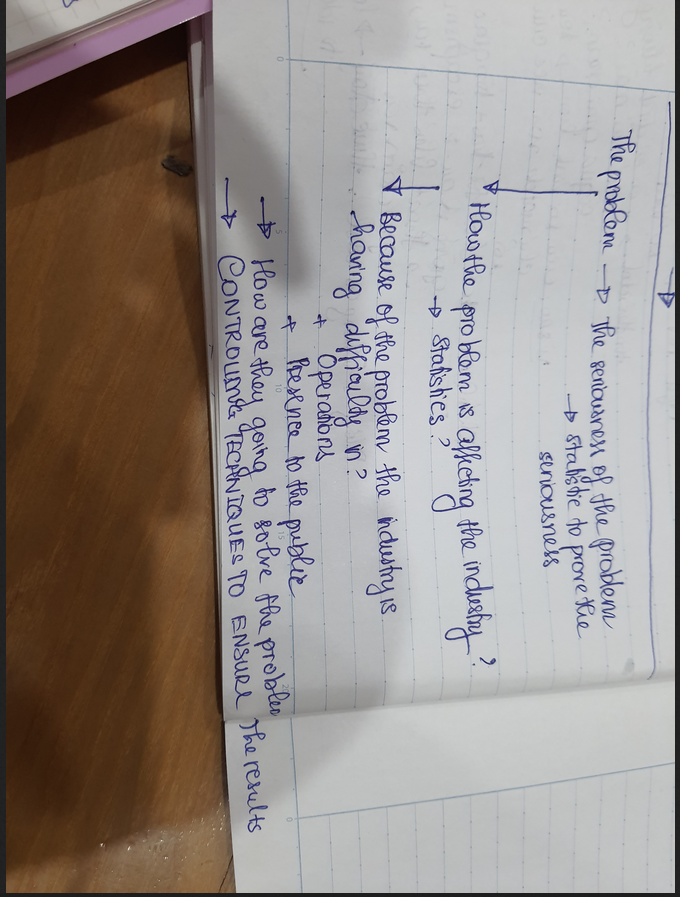 The problem → The seriousness of the problem
→ Statistic to prove the
seriousness
How the problem is affecting the industry?
→ Statistics?
Because of the problem the industry is
having difficulty in?
+ Operations
+ Presence to the public
→ How are they going to solve the problem
→ CONTROLLING TECHNIQUES TO ENSURE The results